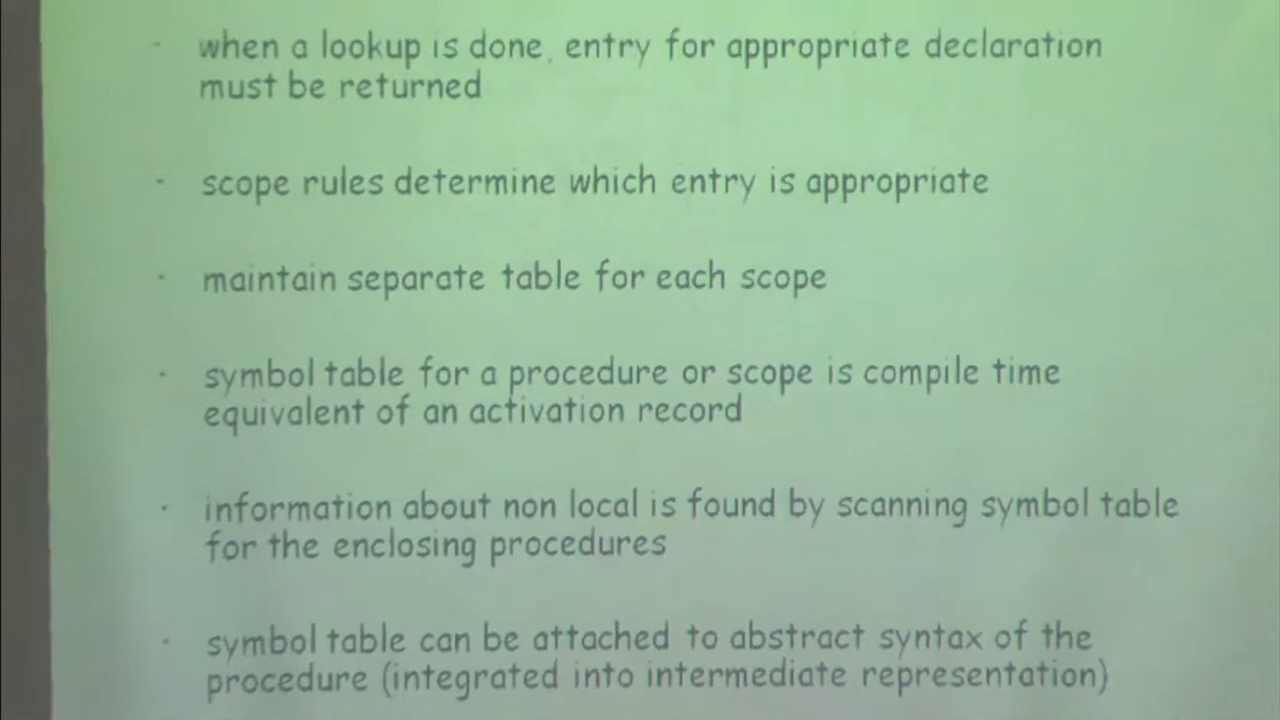 · when a lookup is done, entry for appropriate declaration
must be returned
· scope rules determine which entry is appropriate
· maintain separate table for each scope
· symbol table for a procedure or scope is compile time
equivalent of an activation record
· information about non local is found by scanning symbol table
for the enclosing procedures
· symbol table can be attached to abstract syntax of the
procedure (integrated into intermediate representation)